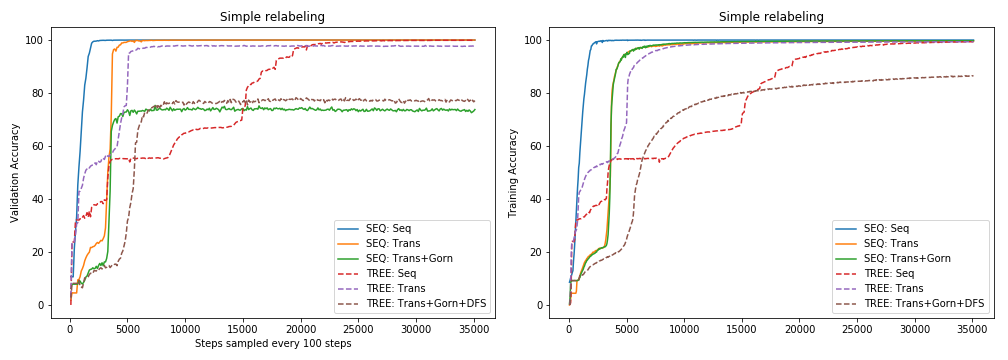 Simple relabeling
Validation Accuracy
100
80
60
40
20
0
0
5000
10000
15000
20000
25000
30000
35000
Steps sampled every 100 steps
SEQ: Seq
SEQ: Trans
SEQ: Trans+Gorn
TREE: Seq
TREE: Trans
TREE: Trans+Gorn+DFS
Simple relabeling
Training Accuracy
100
80
60
40
20
0
0
5000
10000
15000
20000
25000
30000
35000
SEQ: Seq
SEQ: Trans
SEQ: Trans+Gorn
TREE: Seq
TREE: Trans
TREE: Trans+Gorn+DFS